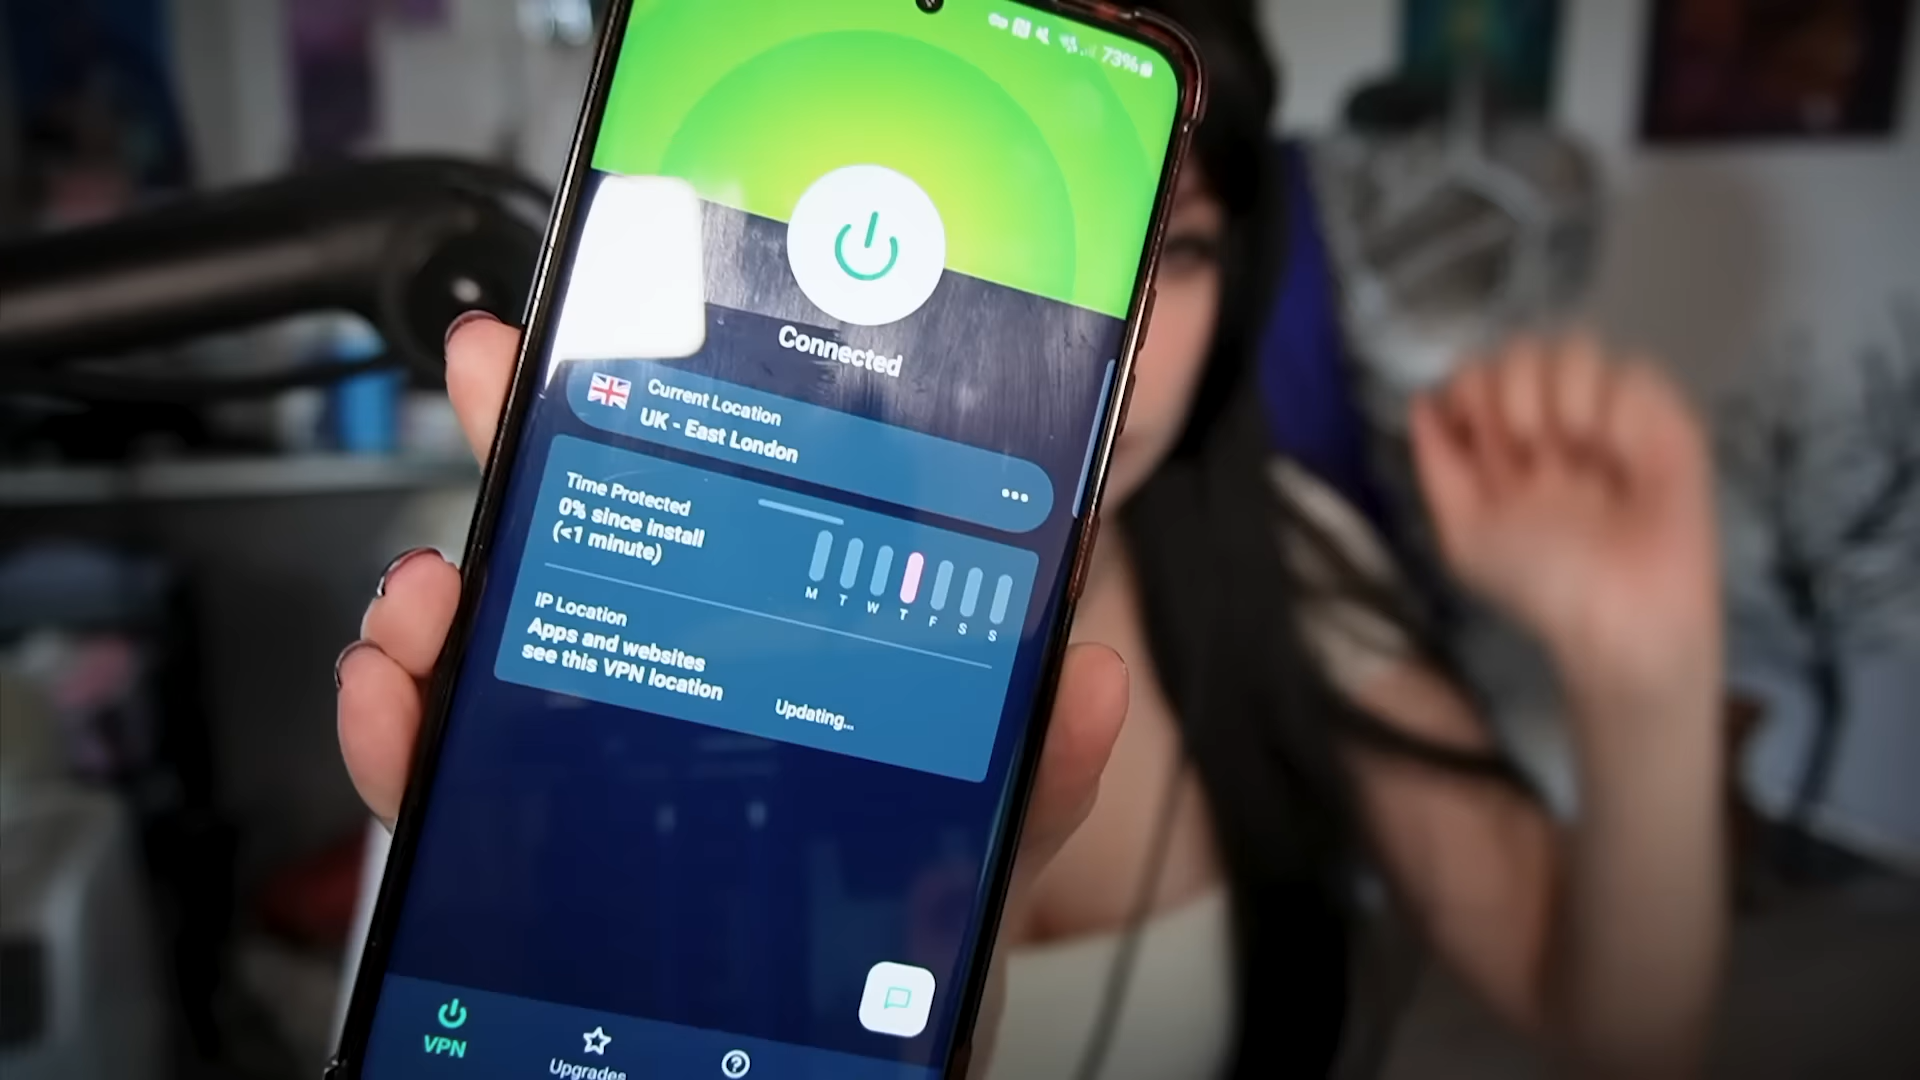 73%
Connected
Current Location
UK - East London
Time Protected
0% since install
(<1 minute)
M T W T F S S
IP Location
Apps and websites
see this VPN location
Updating...
VPN
Upgrades